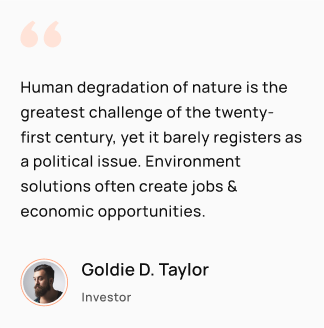 Human degradation of nature is the
greatest challenge of the twenty-
first century, yet it barely registers as
a political issue. Environment
solutions often create jobs &
economic opportunities.
Goldie D. Taylor
Investor